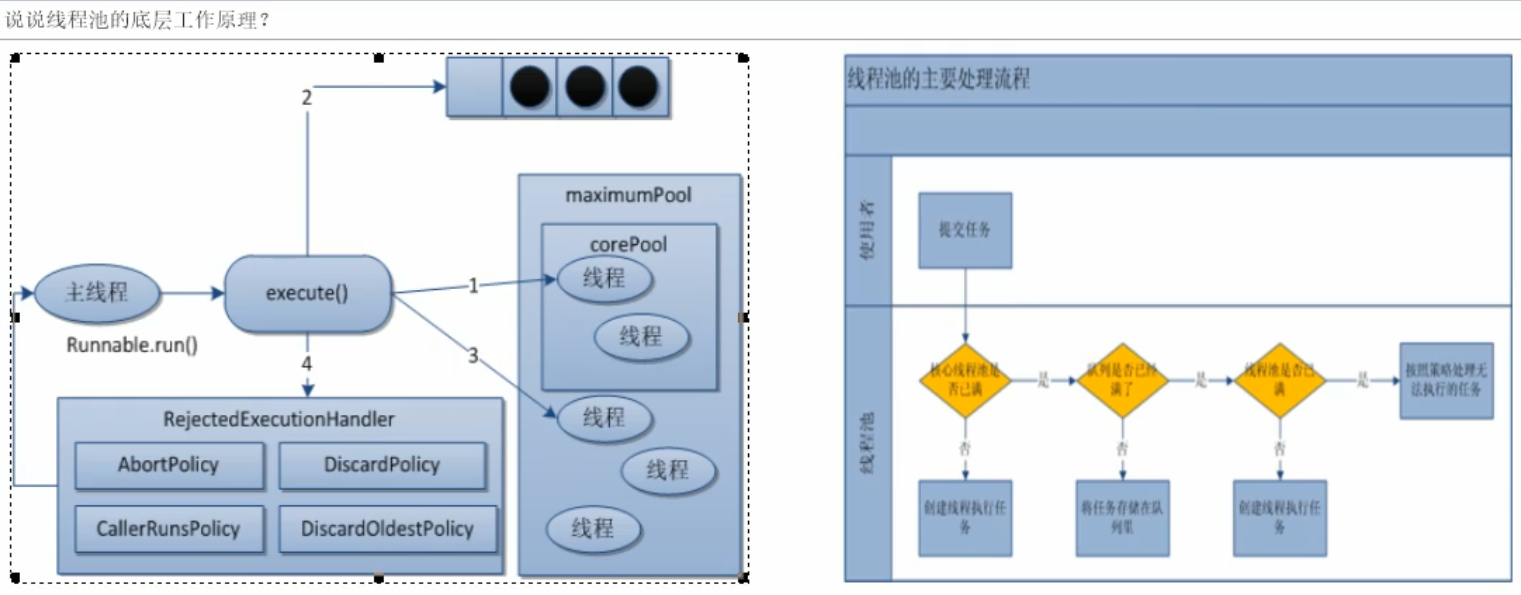 说说线程池的底层工作原理？
2
maximumPool
corePool
线程
线程
1
主线程
execute()
Runnable.run()
3
4
线程
线程
线程
RejectedExecutionHandler
AbortPolicy
DiscardPolicy
CallerRunsPolicy
DiscardOldestPolicy
线程池的主要处理流程
使用者
提交任务
线程池
核心线程池是
否已满
是
队列是否已经
满了
是
线程池是否已
满
是
按照策略处理无
法执行的任务
否
否
否
创建线程执行任
务
将任务存储在队
列里
创建线程执行任
务